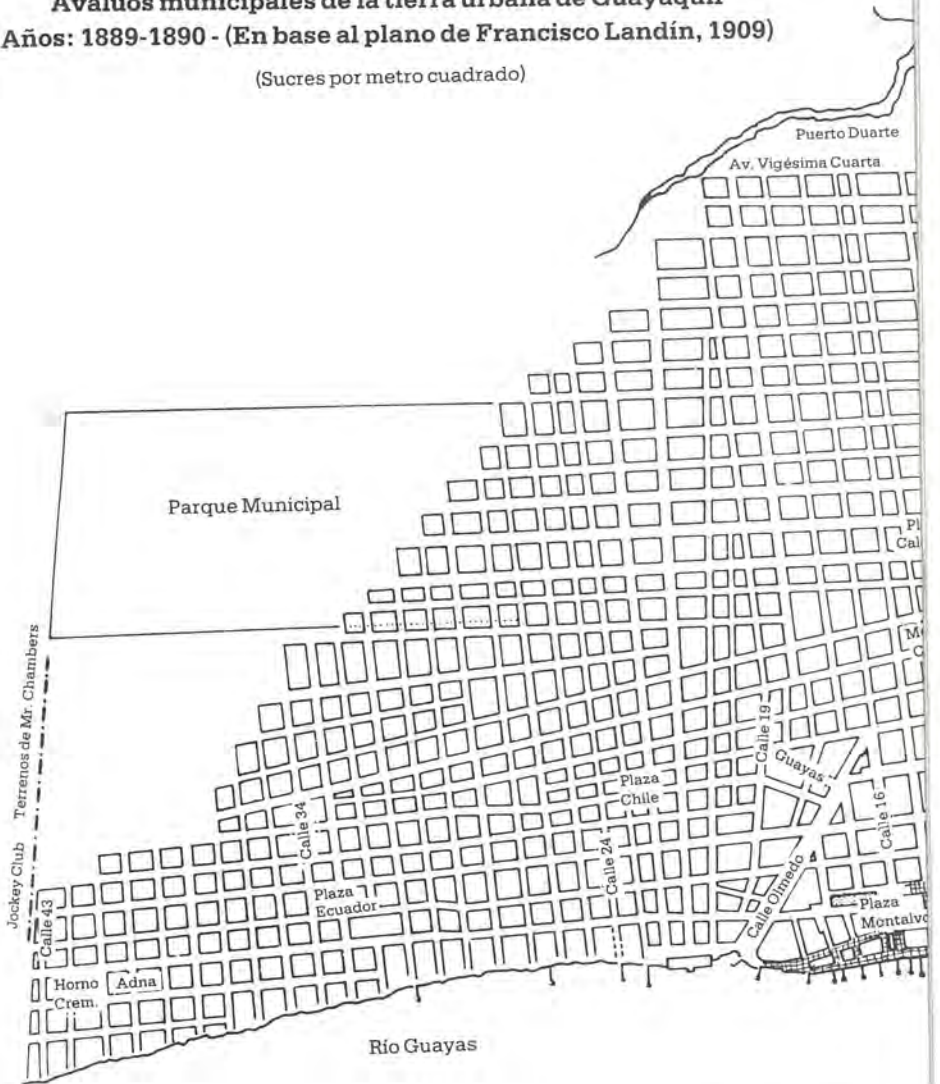 Avalúos municipales de la tierra urbana de Guayaquil
Años: 1889-1890 - (En base al plano de Francisco Landín, 1909)
(Sucres por metro cuadrado)
Puerto Duarte
Av. Vigésima Cuarta
Parque Municipal
Pl
Cal
M
C
Terrenos de Mr. Chambers
Jockey Club
Calle 19
Guayas
Plaza
Chile
Calle 16
Calle 34
Calle 24
Calle Olmedo
Plaza
Ecuador
Plaza
Montalvo
Calle 43
Horno
Crem.
Adna
Río Guayas